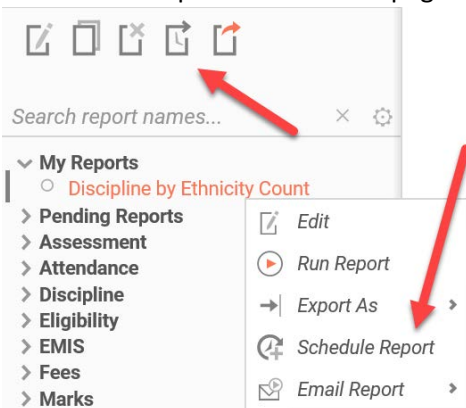 Search report names...
My Reports
Discipline by Ethnicity Count
Pending Reports
Assessment
Attendance
Discipline
Eligibility
EMIS
Fees
Marks
Edit
Run Report
Export As
Schedule Report
Email Report